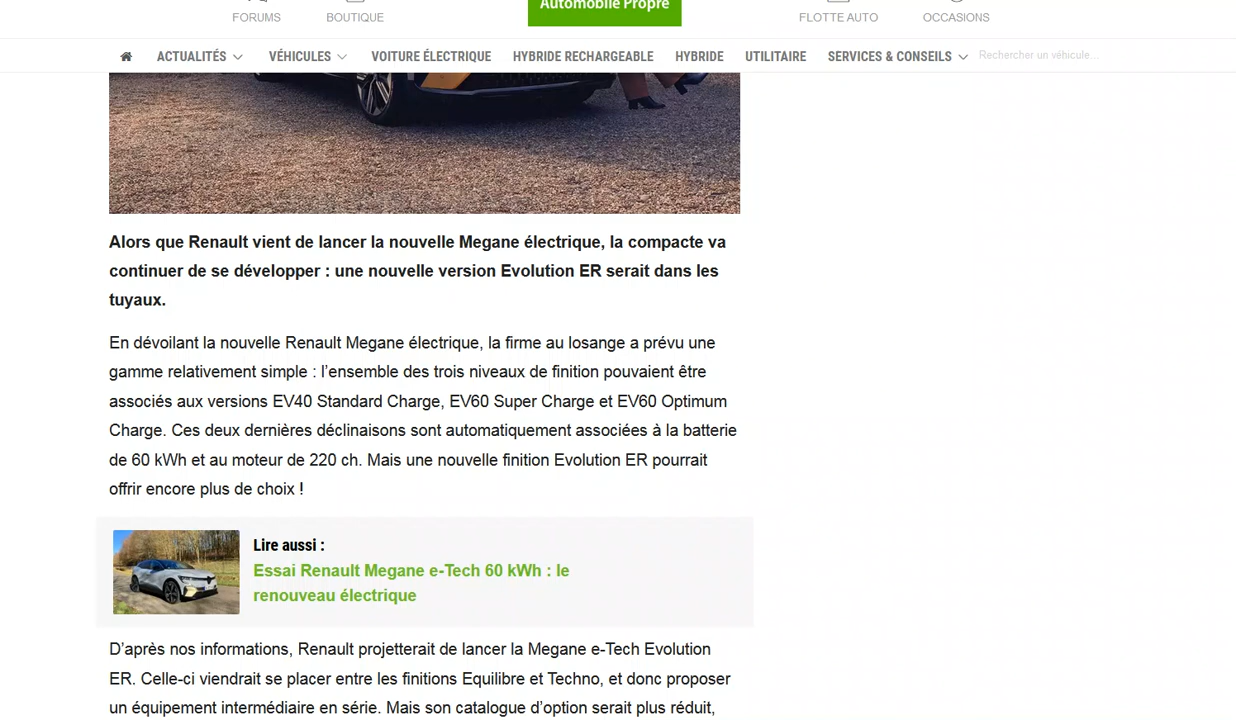 Automobile Propre
FORUMS
BOUTIQUE
FLOTTE AUTO
OCCASIONS
ACTUALITÉS
VÉHICULES
VOITURE ÉLECTRIQUE
HYBRIDE RECHARGEABLE
HYBRIDE
UTILITAIRE
SERVICES & CONSEILS
Rechercher un véhicule...
Alors que Renault vient de lancer la nouvelle Megane électrique, la compacte va
continuer de se développer : une nouvelle version Evolution ER serait dans les
tuyaux.
En dévoilant la nouvelle Renault Megane électrique, la firme au losange a prévu une
gamme relativement simple : l’ensemble des trois niveaux de finition pouvaient être
associés aux versions EV40 Standard Charge, EV60 Super Charge et EV60 Optimum
Charge. Ces deux dernières déclinaisons sont automatiquement associées à la batterie
de 60 kWh et au moteur de 220 ch. Mais une nouvelle finition Evolution ER pourrait
offrir encore plus de choix !
Lire aussi :
Essai Renault Megane e-Tech 60 kWh : le
renouveau électrique
D’après nos informations, Renault projetterait de lancer la Megane e-Tech Evolution
ER. Celle-ci viendrait se placer entre les finitions Equilibre et Techno, et donc proposer
un équipement intermédiaire en série. Mais son catalogue d’option serait plus réduit,